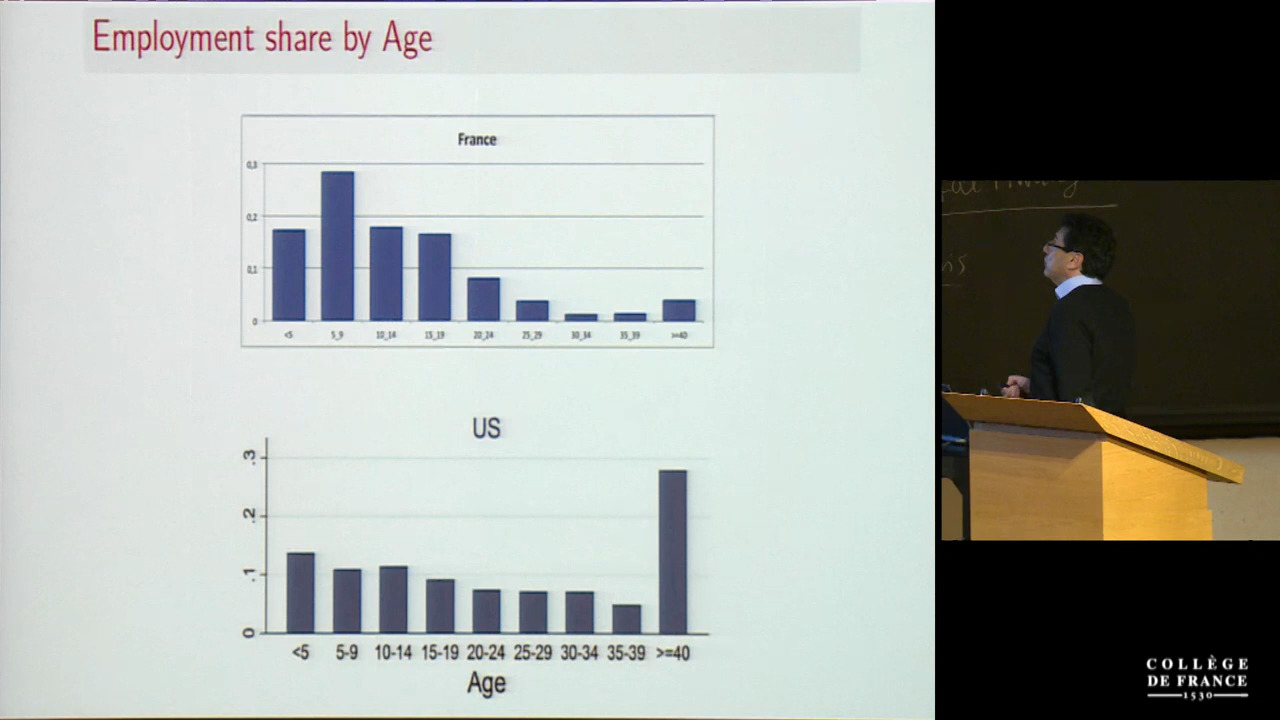 Employment share by Age
France
0,3
0,2
0,1
0
<5 5_9 10_14 15_19 20_24 25_29 30_34 35_39 >=40
US
.3
.2
.1
0
<5 5-9 10-14 15-19 20-24 25-29 30-34 35-39 >=40
Age
COLLÈGE
DE FRANCE
1530